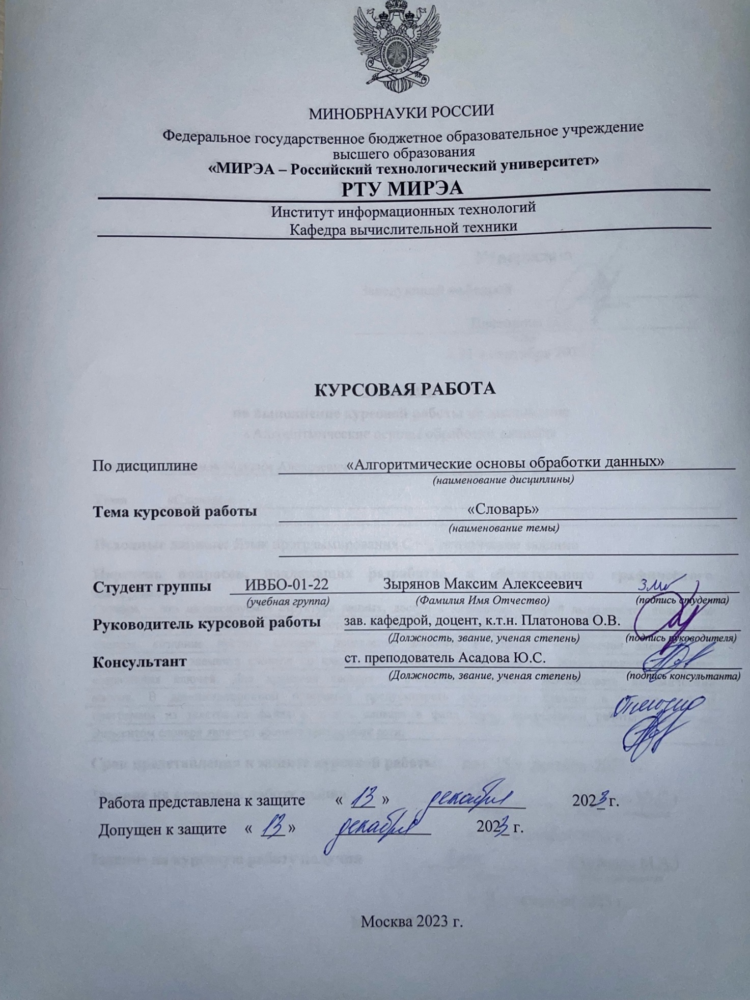 МИНОБРНАУКИ РОССИИ
Федеральное государственное бюджетное образовательное учреждение
высшего образования
«МИРЭА – Российский технологический университет»
РТУ МИРЭА
Институт информационных технологий
Кафедра вычислительной техники
КУРСОВАЯ РАБОТА
По дисциплине «Алгоритмические основы обработки данных»
(наименование дисциплины)
Тема курсовой работы «Словарь»
(наименование темы)
Студент группы ИВБО-01-22 Зырянов Максим Алексеевич
(учебная группа) (Фамилия Имя Отчество) (подпись студента)
Руководитель курсовой работы зав. кафедрой, доцент, к.т.н. Платонова О.В.
(Должность, звание, ученая степень) (подпись руководителя)
Консультант ст. преподователь Асадова Ю.С.
(Должность, звание, ученая степень) (подпись консультанта)
Отлично
Работа представлена к защите « 13 » декабря 2023 г.
Допущен к защите « 13 » декабря 2023 г.
Москва 2023 г.